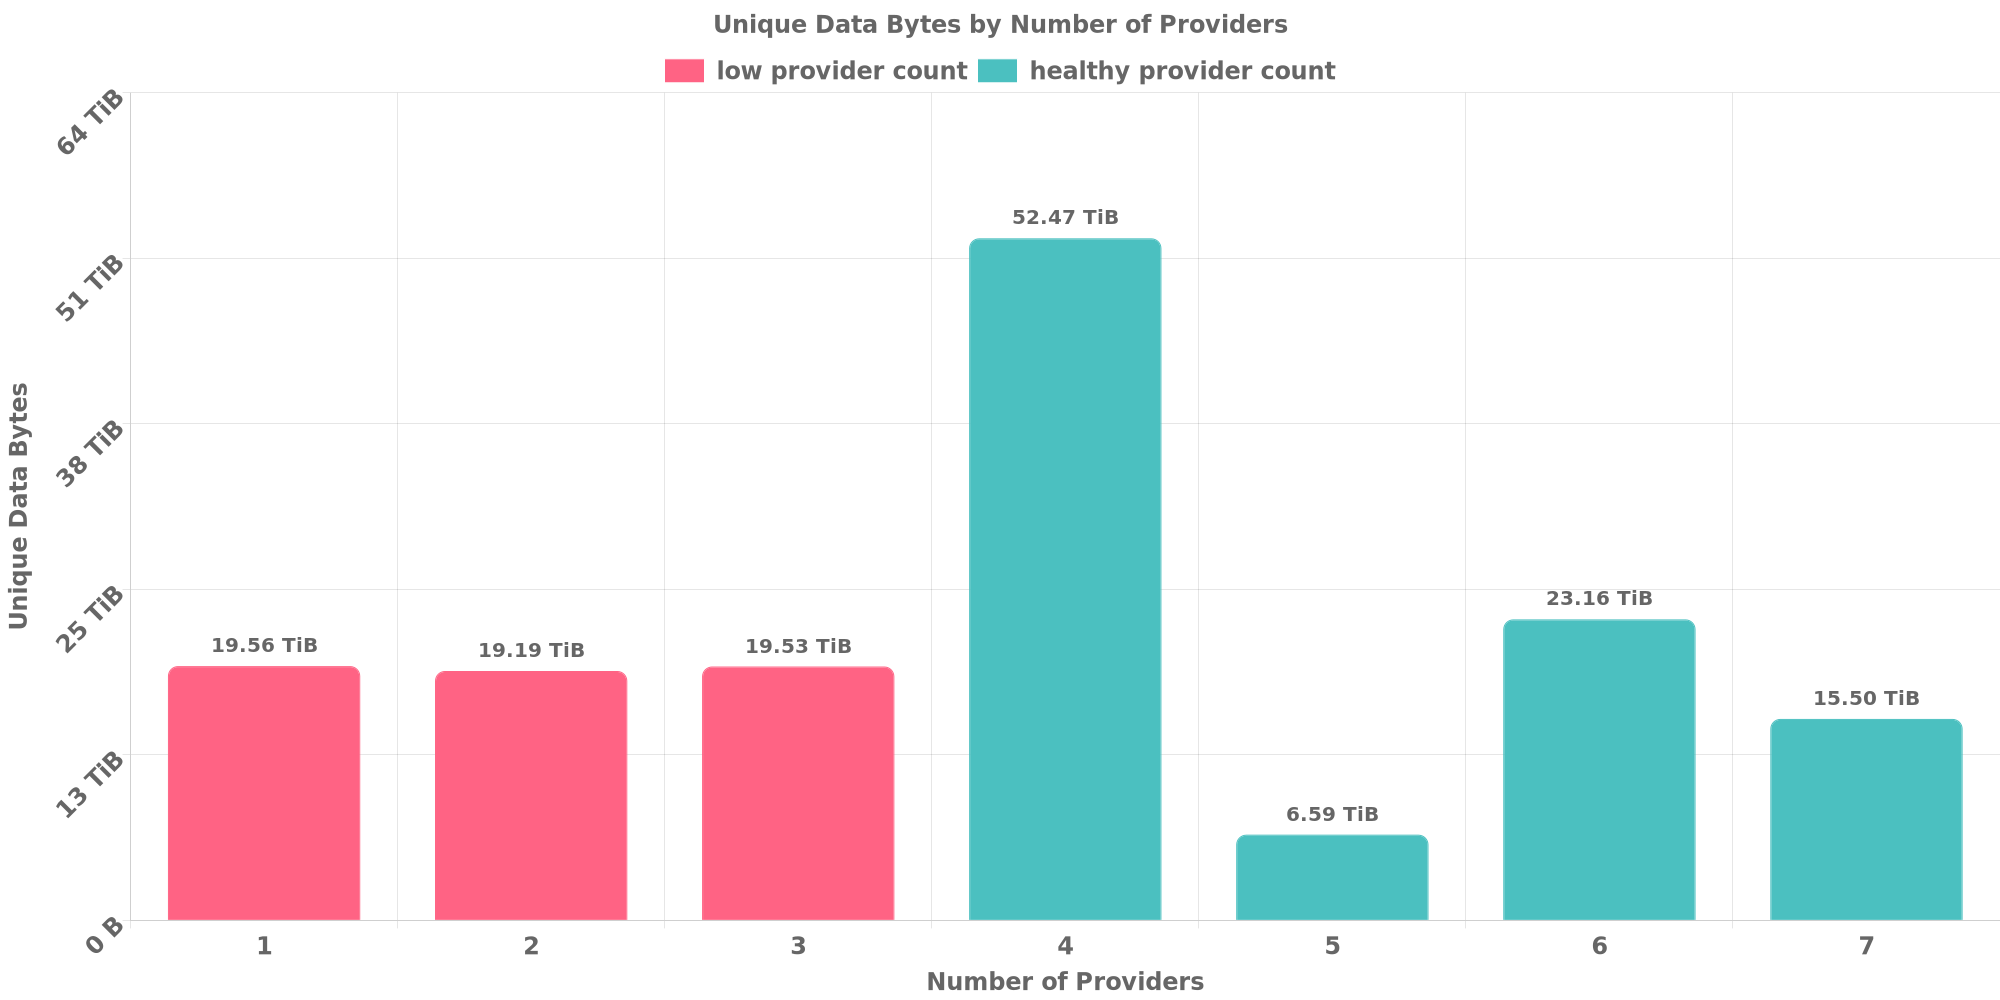 Unique Data Bytes by Number of Providers
low provider count
healthy provider count
Unique Data Bytes
64 TiB
51 TiB
38 TiB
25 TiB
13 TiB
0 B
19.56 TiB
19.19 TiB
19.53 TiB
52.47 TiB
6.59 TiB
23.16 TiB
15.50 TiB
1
2
3
4
5
6
7
Number of Providers